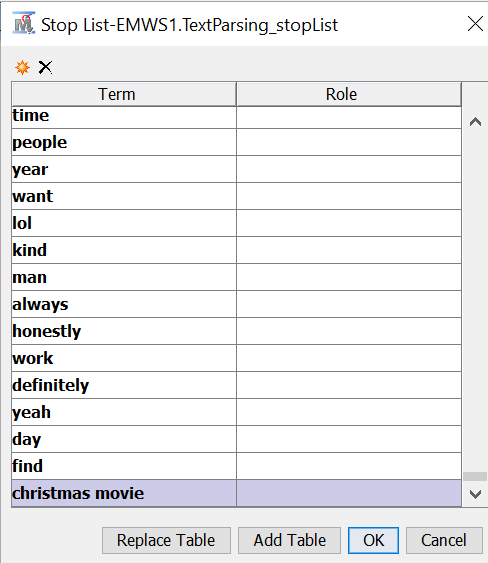 Stop List-EMWS1.TextParsing_stopList
Term Role
time
people
year
want
lol
kind
man
always
honestly
work
definitely
yeah
day
find
christmas movie
Replace Table Add Table OK Cancel